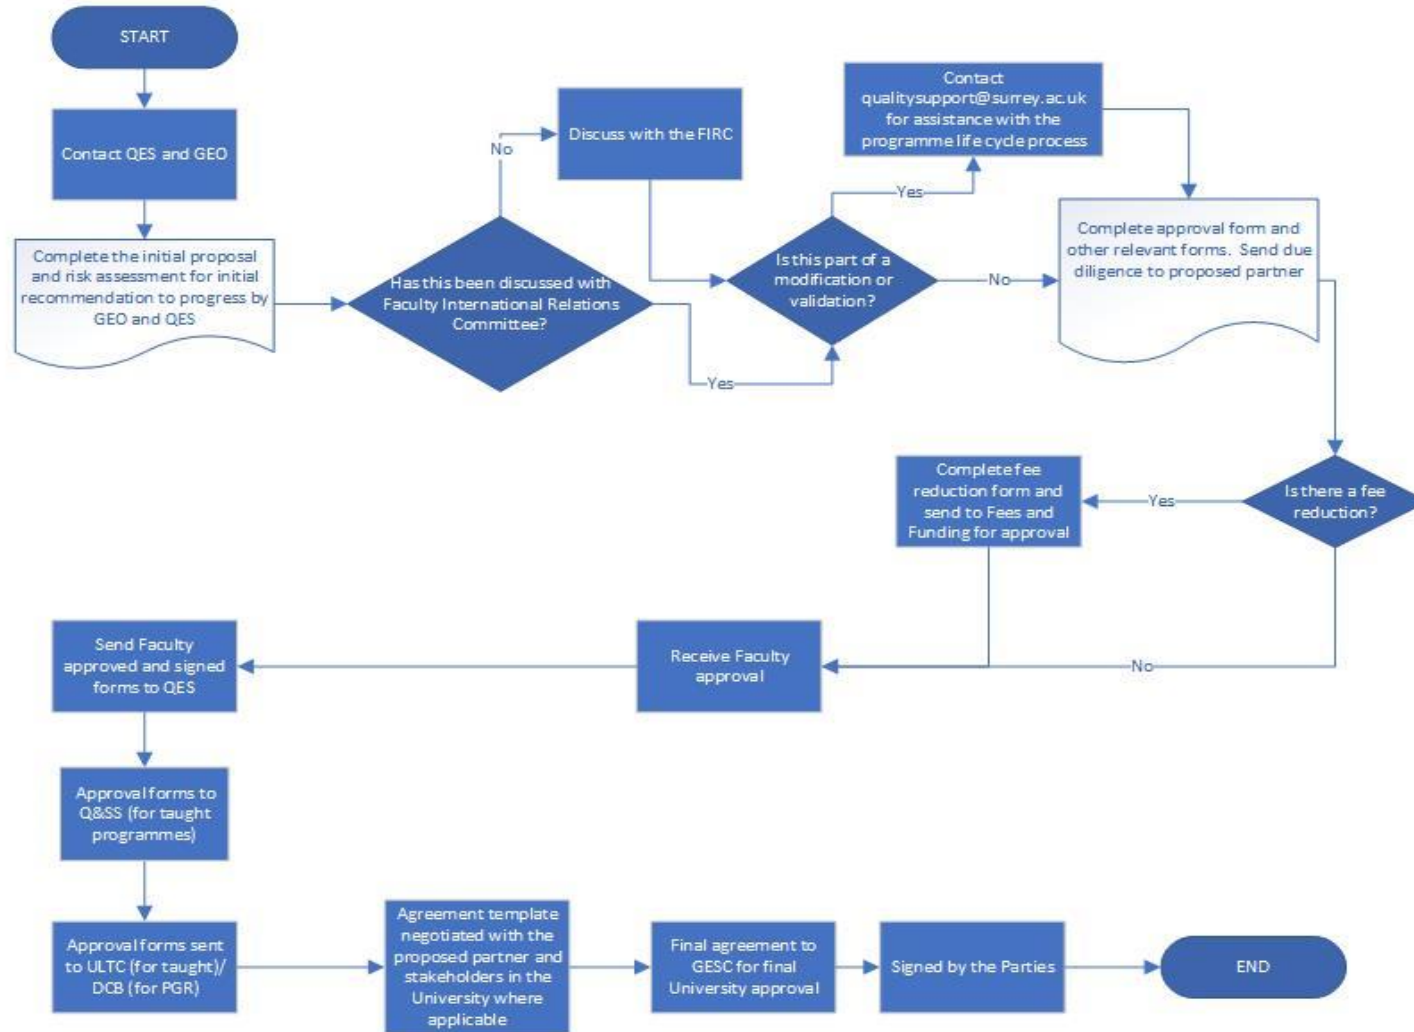 START
Contact QES and GEO
Complete the initial proposal
and risk assessment for initial
recommendation to progress by
GEO and QES
Has this been discussed with
Faculty International Relations
Committee?
No
Discuss with the FIRC
Yes
Is this part of a
modification or
validation?
Yes
Contact
qualitysupport@surrey.ac.uk
for assistance with the
programme life cycle process
No
Complete approval form and
other relevant forms.  Send due
diligence to proposed partner
Is there a fee
reduction?
Yes
Complete fee
reduction form and
send to Fees and
Funding for approval
No
Receive Faculty
approval
Send Faculty
approved and signed
forms to QES
Approval forms to
Q&SS (for taught
programmes)
Approval forms sent
to ULTC (for taught)/
DCB (for PGR)
Agreement template
negotiated with the
proposed partner and
stakeholders in the
University where
applicable
Final agreement to
GESC for final
University approval
Signed by the Parties
END